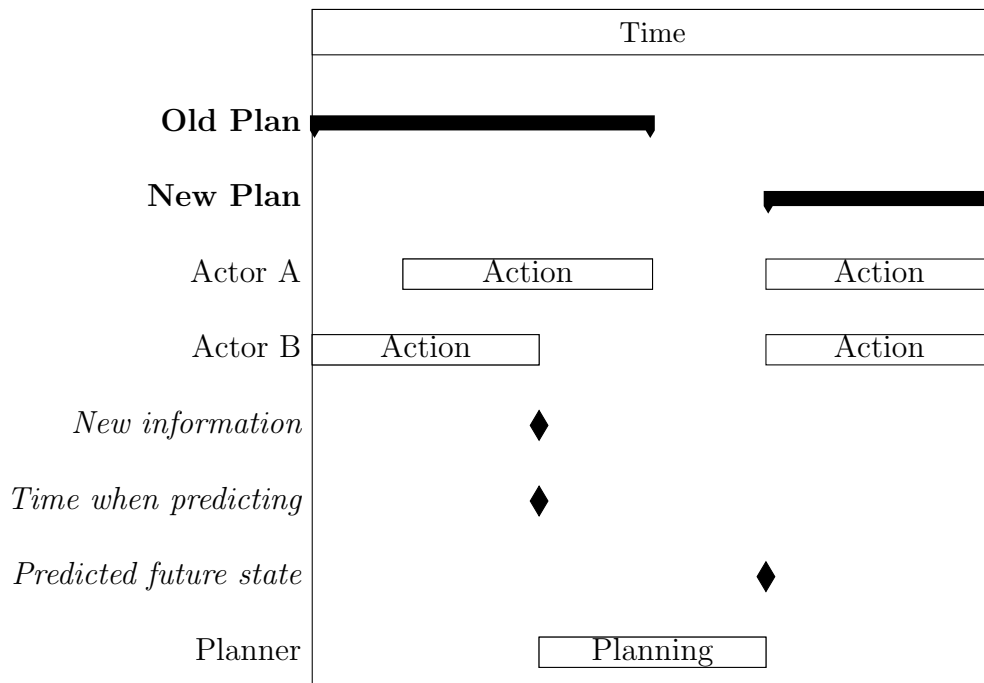 Time
Old Plan
New Plan
Actor A Action Action
Actor B Action Action
New information
Time when predicting
Predicted future state
Planner Planning